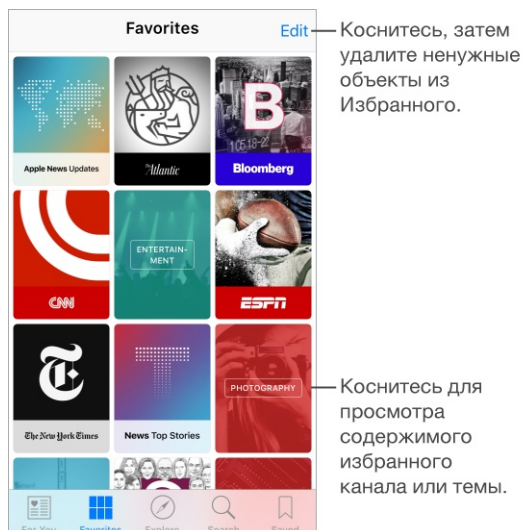 Favorites
Edit
Коснитесь, затем
удалите ненужные
объекты из
Избранного.
Apple News Updates
The Atlantic
B
Bloomberg
CNN
ENTERTAIN-
MENT
ESPN
T
The New York Times
T
News Top Stories
PHOTOGRAPHY
Коснитесь для
просмотра
содержимого
избранного
канала или темы.
For You
Favorites
Explore
Search
Saved